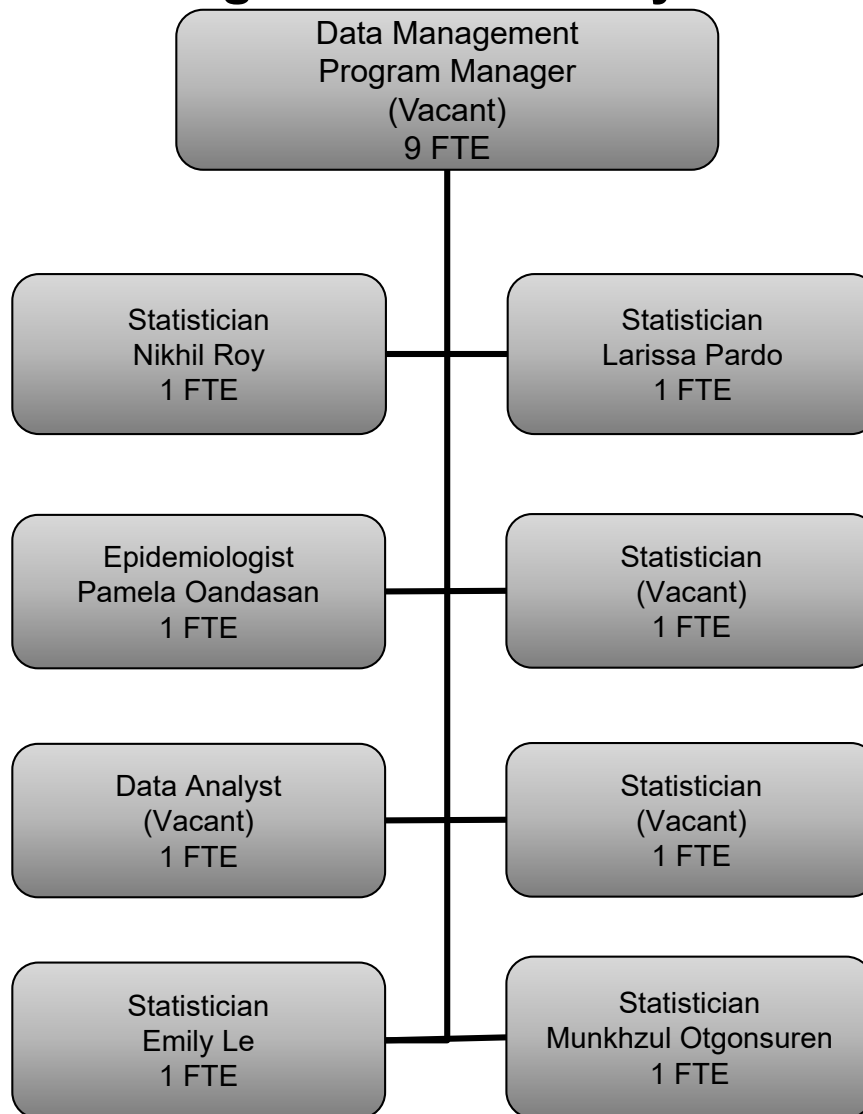 Data Management
Program Manager
(Vacant)
9 FTE
Statistician
Nikhil Roy
1 FTE
Statistician
Larissa Pardo
1 FTE
Epidemiologist
Pamela Oandasan
1 FTE
Statistician
(Vacant)
1 FTE
Data Analyst
(Vacant)
1 FTE
Statistician
(Vacant)
1 FTE
Statistician
Emily Le
1 FTE
Statistician
Munkhzul Otgonsuren
1 FTE